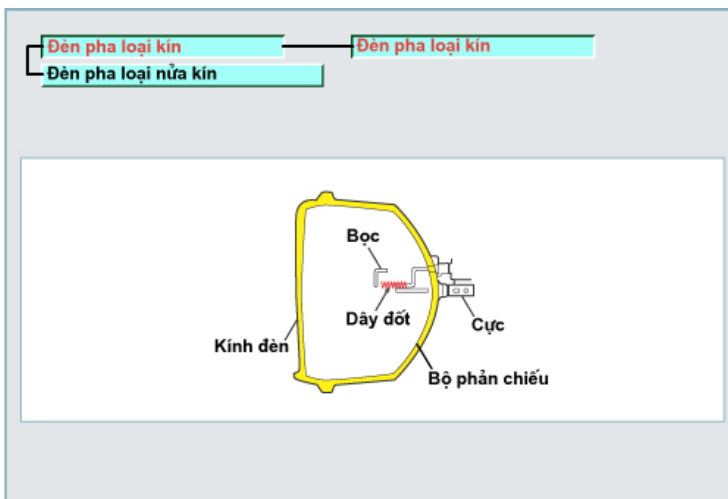 Đèn pha loại kín Đèn pha loại kín
Đèn pha loại nửa kín
Bọc
Dây đốt
Cực
Kính đèn
Bộ phản chiếu